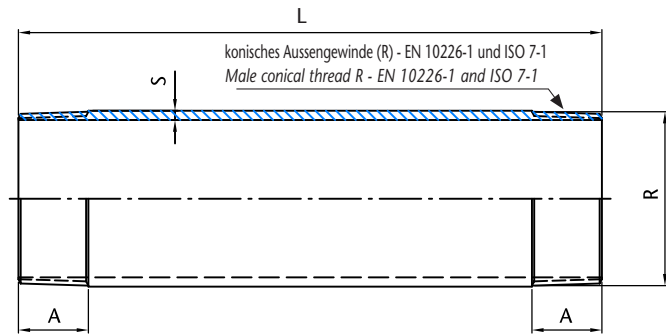 L
konisches Aussengewinde (R) - EN 10226-1 und ISO 7-1
Male conical thread R - EN 10226-1 and ISO 7-1
S
R
A
A